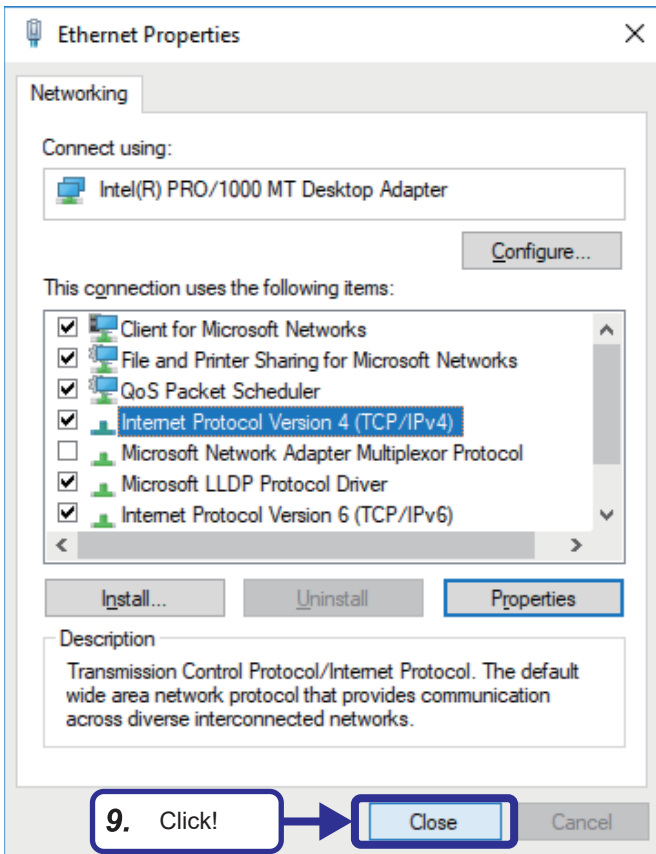 Ethernet Properties
Networking
Connect using:
Intel(R) PRO/1000 MT Desktop Adapter
Configure...
This connection uses the following items:
Client for Microsoft Networks
File and Printer Sharing for Microsoft Networks
QoS Packet Scheduler
Internet Protocol Version 4 (TCP/IPv4)
Microsoft Network Adapter Multiplexor Protocol
Microsoft LLDP Protocol Driver
Internet Protocol Version 6 (TCP/IPv6)
Install... Uninstall Properties
Description
Transmission Control Protocol/Internet Protocol. The default
wide area network protocol that provides communication
across diverse interconnected networks.
9. Click! Close Cancel